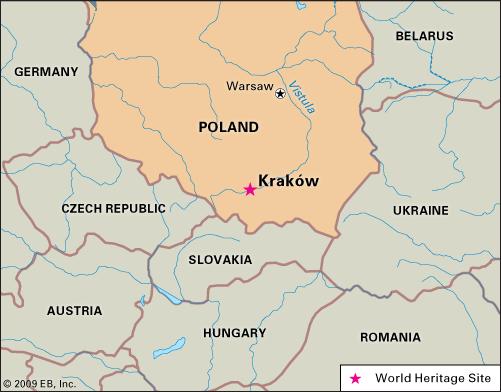 BELARUS
GERMANY
Warsaw
Vistula
POLAND
Kraków
CZECH REPUBLIC
UKRAINE
SLOVAKIA
AUSTRIA
HUNGARY
ROMANIA
© 2009 EB, Inc.
World Heritage Site